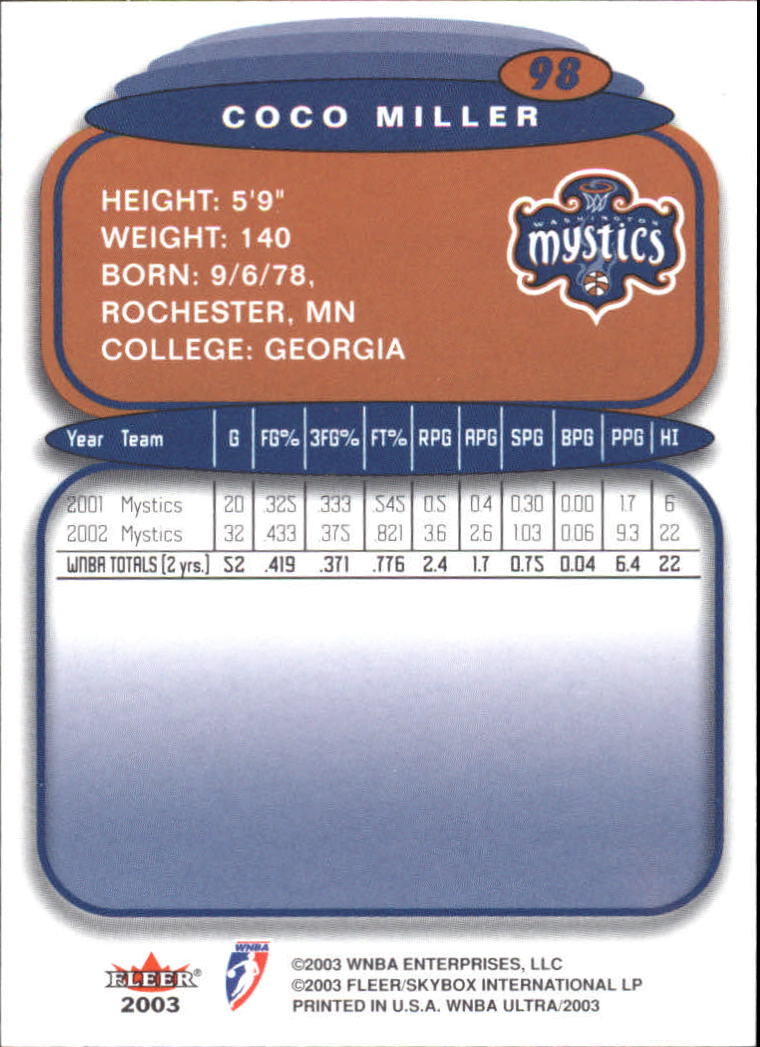 98
COCO MILLER
HEIGHT: 5'9"
WEIGHT: 140
BORN: 9/6/78,
ROCHESTER, MN
COLLEGE: GEORGIA
WASHINGTON
mystics
Year Team G FG% 3FG% FT% RPG APG SPG BPG PPG HI
2001 Mystics 20 .325 .333 .545 0.5 0.4 0.30 0.00 1.7 6
2002 Mystics 32 .433 .375 .821 3.6 2.6 1.03 0.06 9.3 22
WNBA TOTALS (2 yrs.) 52 .419 .371 .776 2.4 1.7 0.75 0.04 6.4 22
FLEER®
2003
WNBA
©2003 WNBA ENTERPRISES, LLC
©2003 FLEER/SKYBOX INTERNATIONAL LP
PRINTED IN U.S.A. WNBA ULTRA/2003